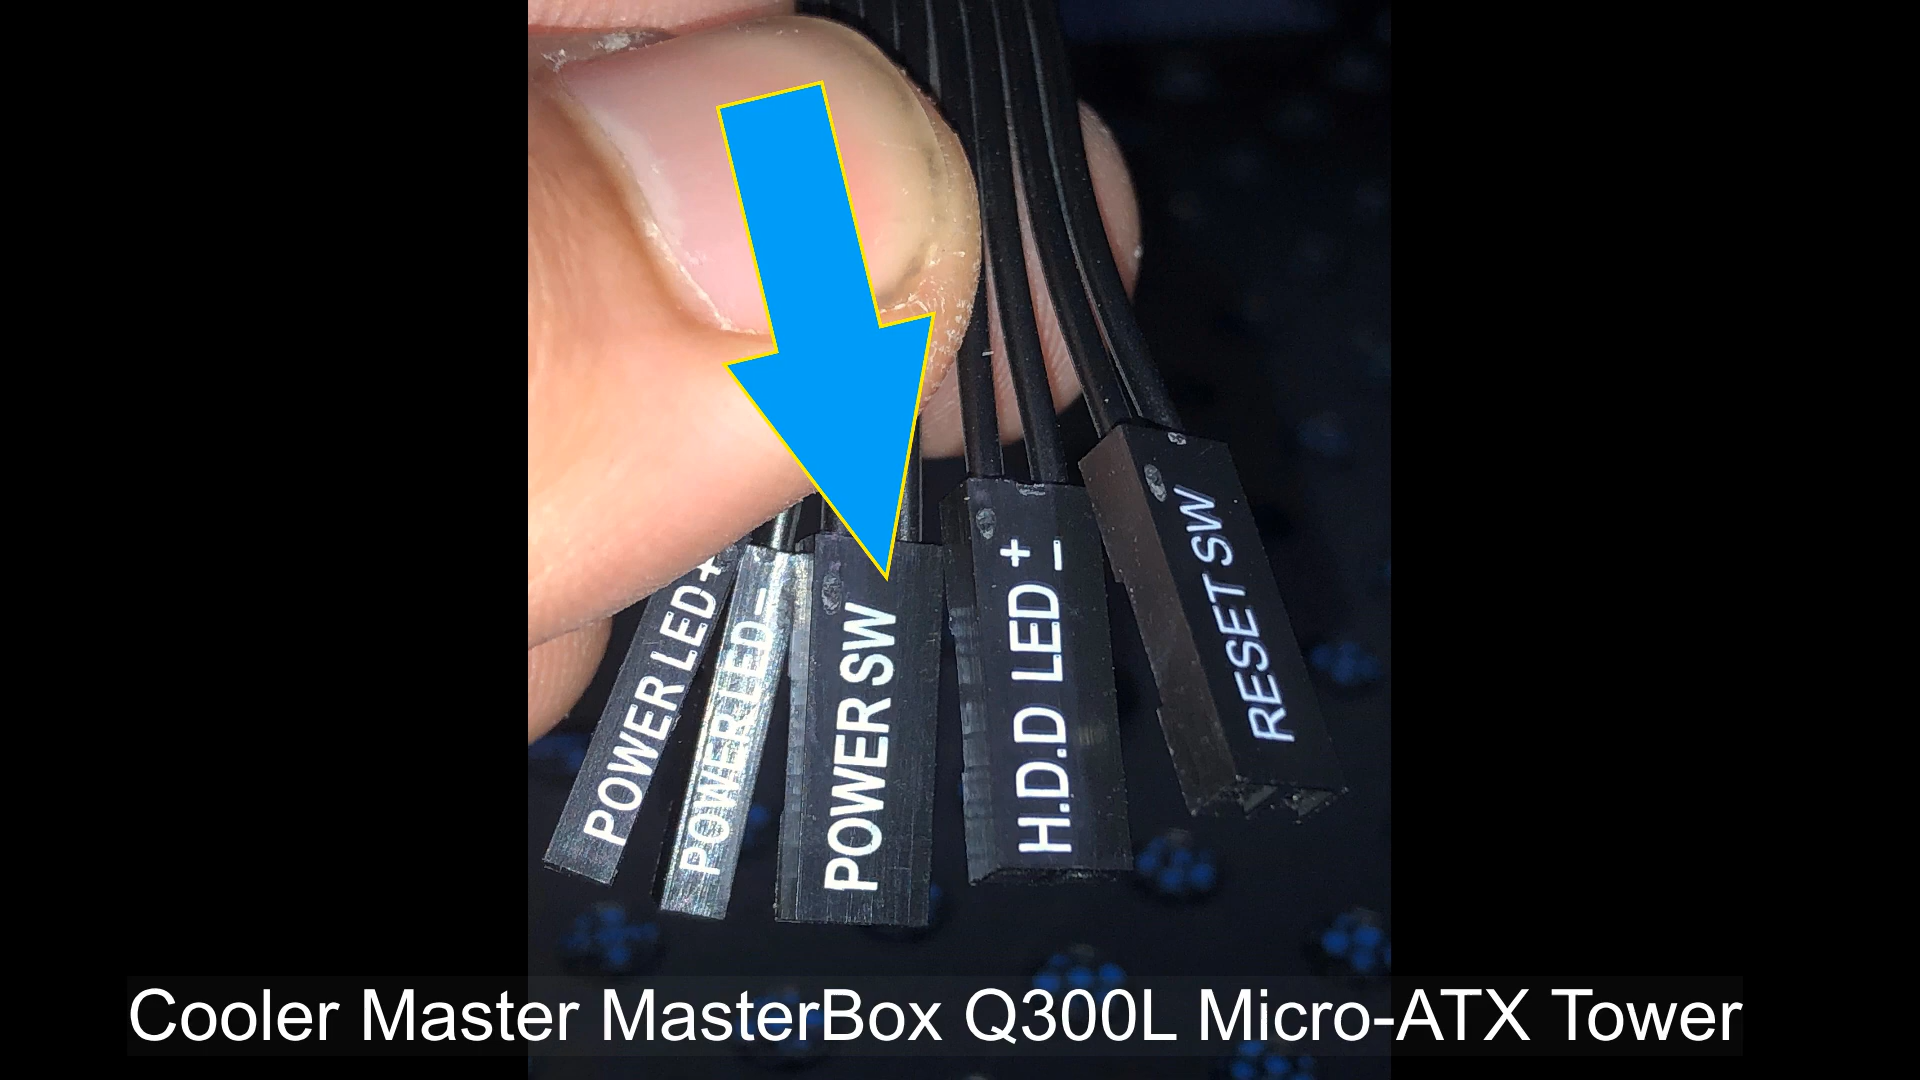 POWER LED+
POWER LED-
POWER SW
H.D.D LED + -
RESET SW
Cooler Master MasterBox Q300L Micro-ATX Tower